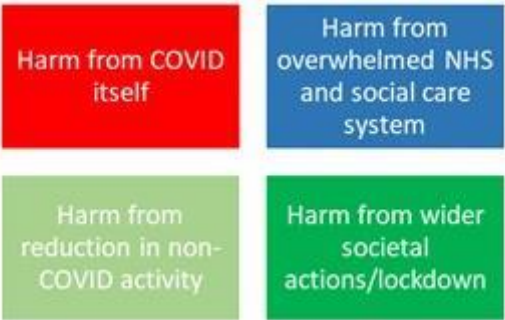 Harm from COVID
itself
Harm from
overwhelmed NHS
and social care
system
Harm from
reduction in non-
COVID activity
Harm from wider
societal
actions/lockdown